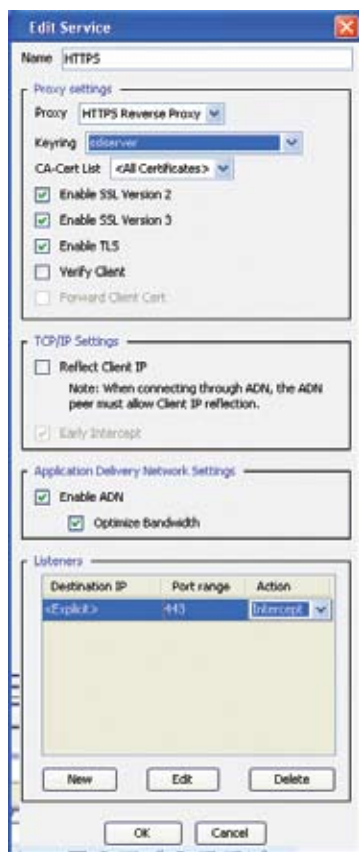 Edit Service
Name HTTPS
Proxy settings
Proxy HTTPS Reverse Proxy
Keyring
CA-Cert List <All Certificates>
Enable SSL Version 2
Enable SSL Version 3
Enable TLS
Verify Client
Forward Client Cert
TCP/IP Settings
Reflect Client IP
Note: When connecting through ADN, the ADN
peer must allow Client IP reflection.
Early Intercept
Application Delivery Network Settings
Enable ADN
Optimize Bandwidth
Listeners
Destination IP Port range Action
<Explicit> 443 Intercept
New Edit Delete
OK Cancel